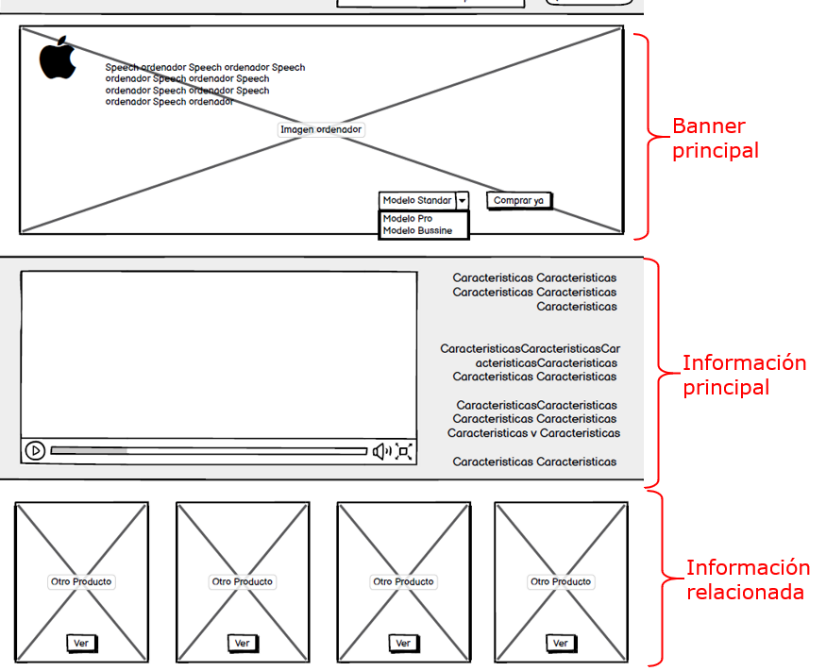 Speech ordenador Speech ordenador Speech
ordenador Speech ordenador Speech
ordenador Speech ordenador Speech
ordenador Speech ordenador
Imagen ordenador
Modelo Standar
Comprar ya
Modelo Pro
Modelo Bussine
Banner
principal
Caracteristicas Caracteristicas
Caracteristicas Caracteristicas
Caracteristicas
CaracteristicasCaracteristicasCar
acteristicasCaracteristicas
Caracteristicas Caracteristicas
CaracteristicasCaracteristicas
Caracteristicas Caracteristicas
Caracteristicas v Caracteristicas
Caracteristicas Caracteristicas
Información
principal
Otro Producto
Ver
Otro Producto
Ver
Otro Producto
Ver
Otro Producto
Ver
Información
relacionada